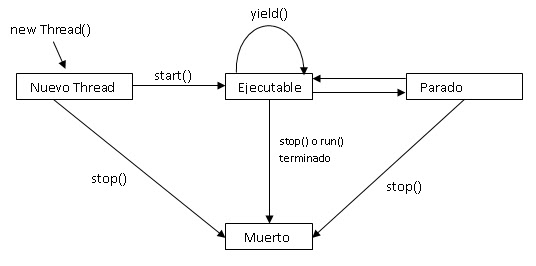 yield()
new Thread()
start()
Nuevo Thread
Ejecutable
Parado
stop() o run()
terminado
stop()
stop()
Muerto